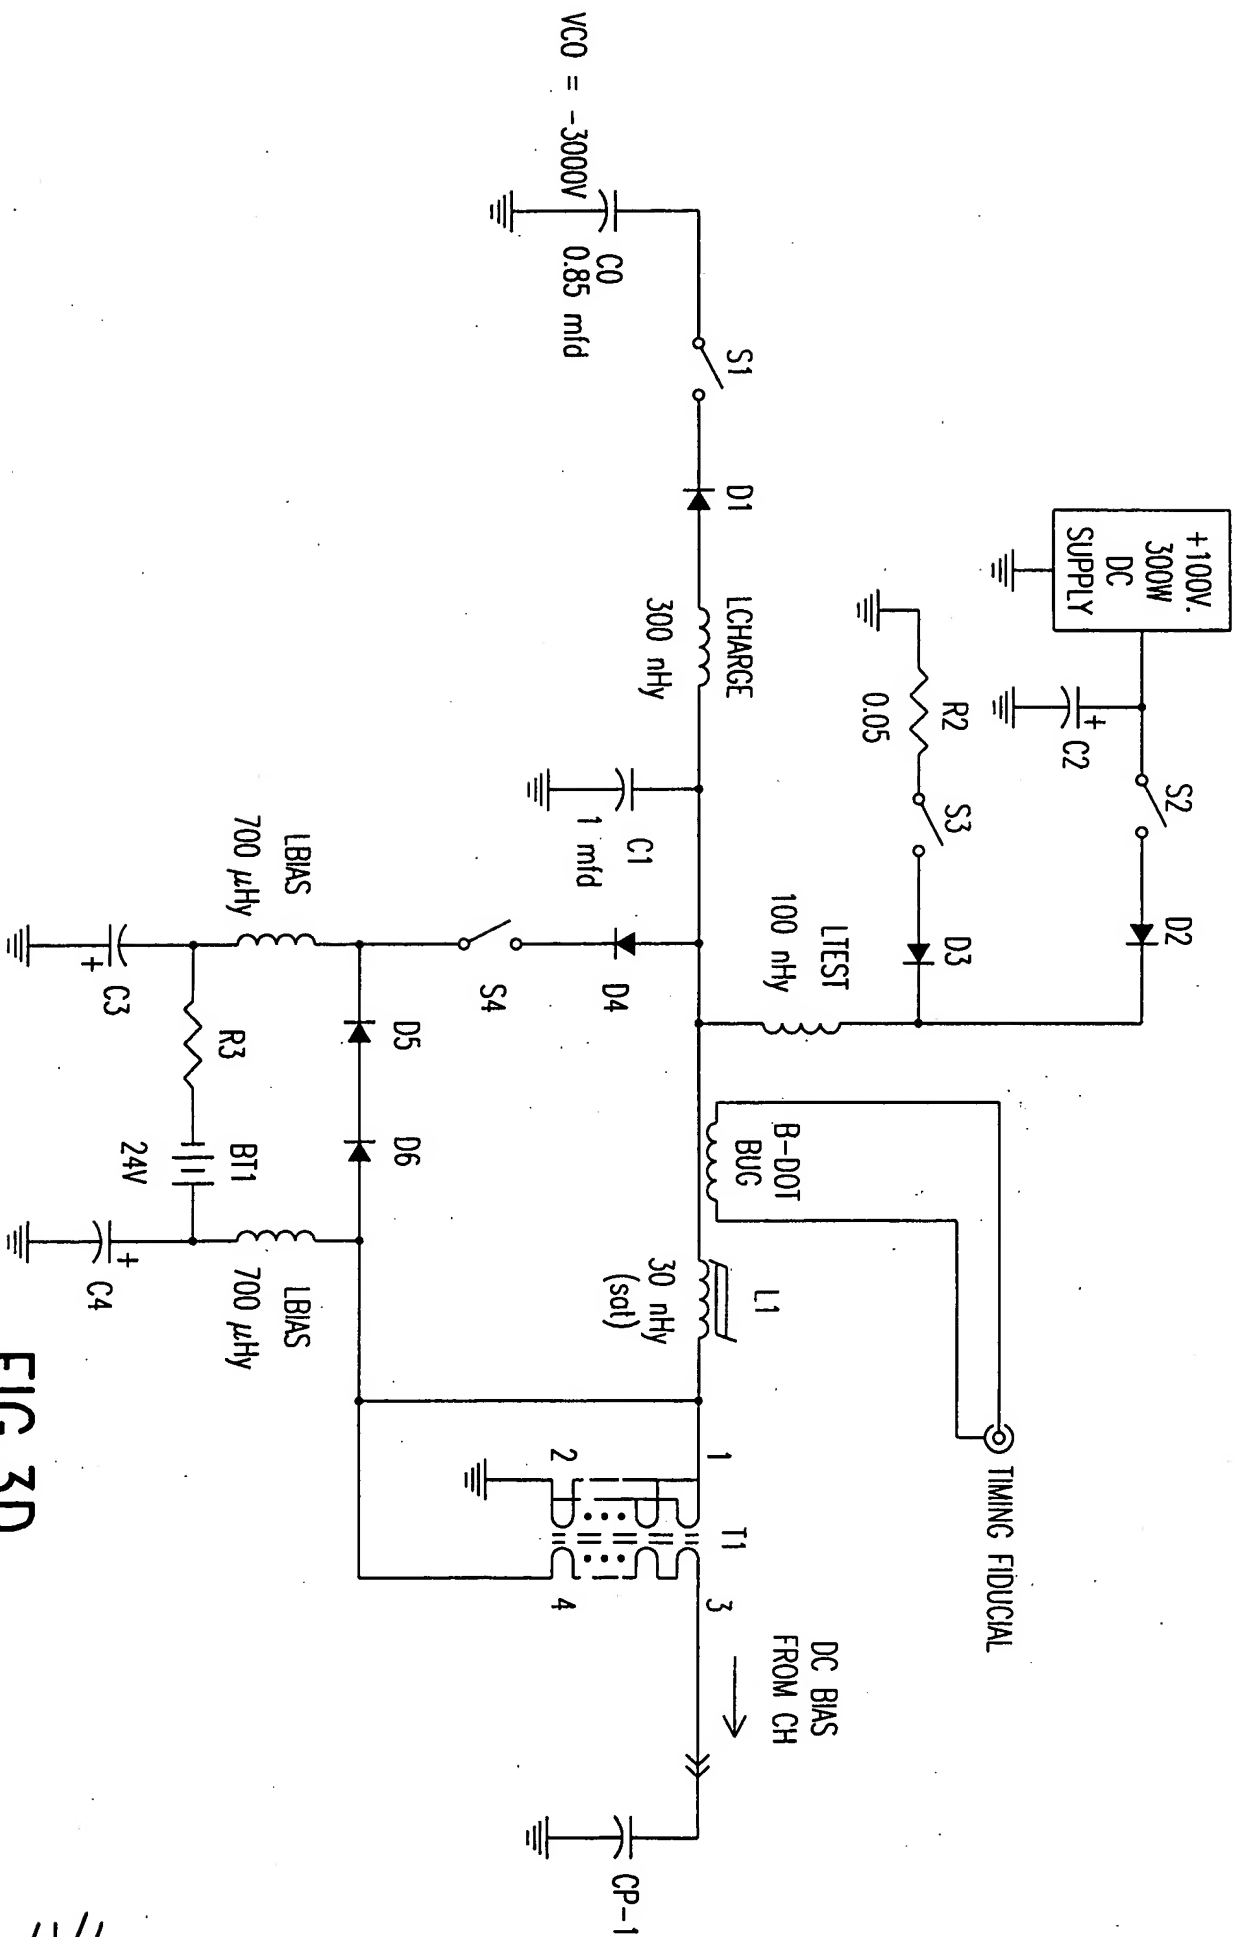 +100V.
300W
DC
SUPPLY
C2
S2
D2
R2
0.05
S3
D3
LTEST
100 nHy
VCO = -3000V
C0
0.85 mfd
S1
D1
LCHARGE
300 nHy
C1
1 mfd
D4
S4
B-DOT
BUG
TIMING FIDUCIAL
L1
30 nHy
(sat)
1
2
T1
3
4
DC BIAS
FROM CH
CP-1
D5
D6
LBIAS
700 μHy
LBIAS
700 μHy
R3
BT1
24V
+
C3
+
C4
+
FIG.3D